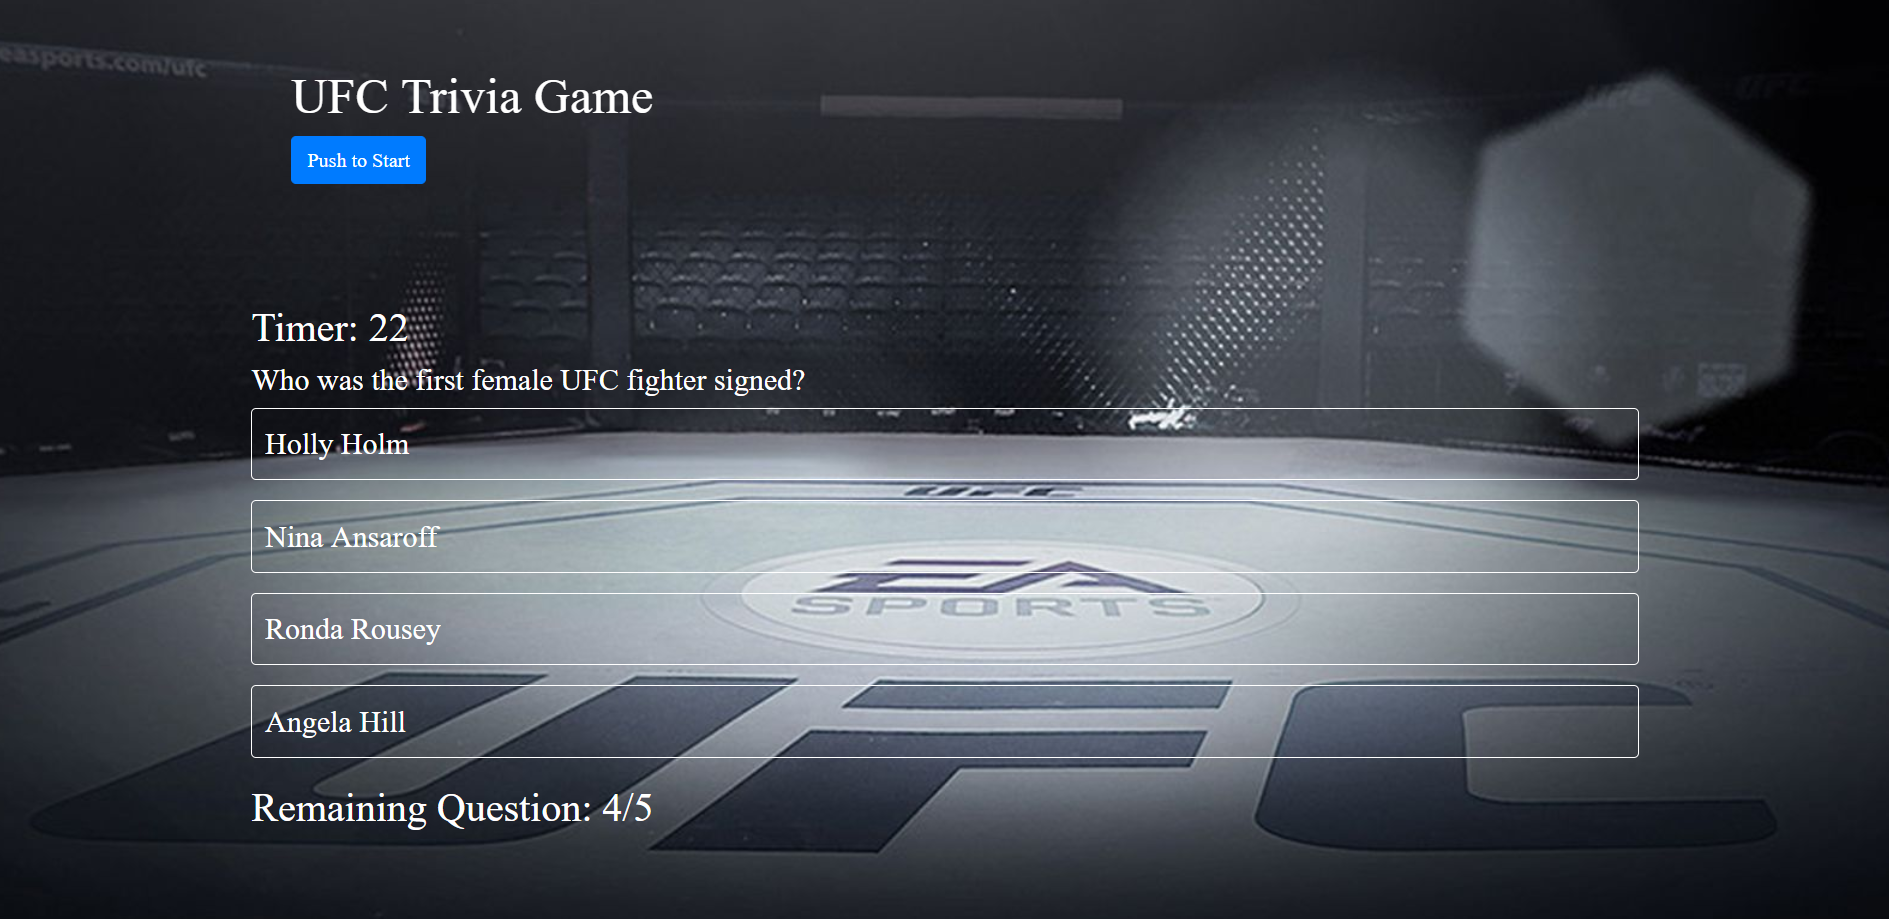 easports.com/ufc
UFC Trivia Game
Push to Start
Timer: 22
Who was the first female UFC fighter signed?
Holly Holm
UFC
Nina Ansaroff
EA
SPORTS
Ronda Rousey
Angela Hill
UFC
Remaining Question: 4/5